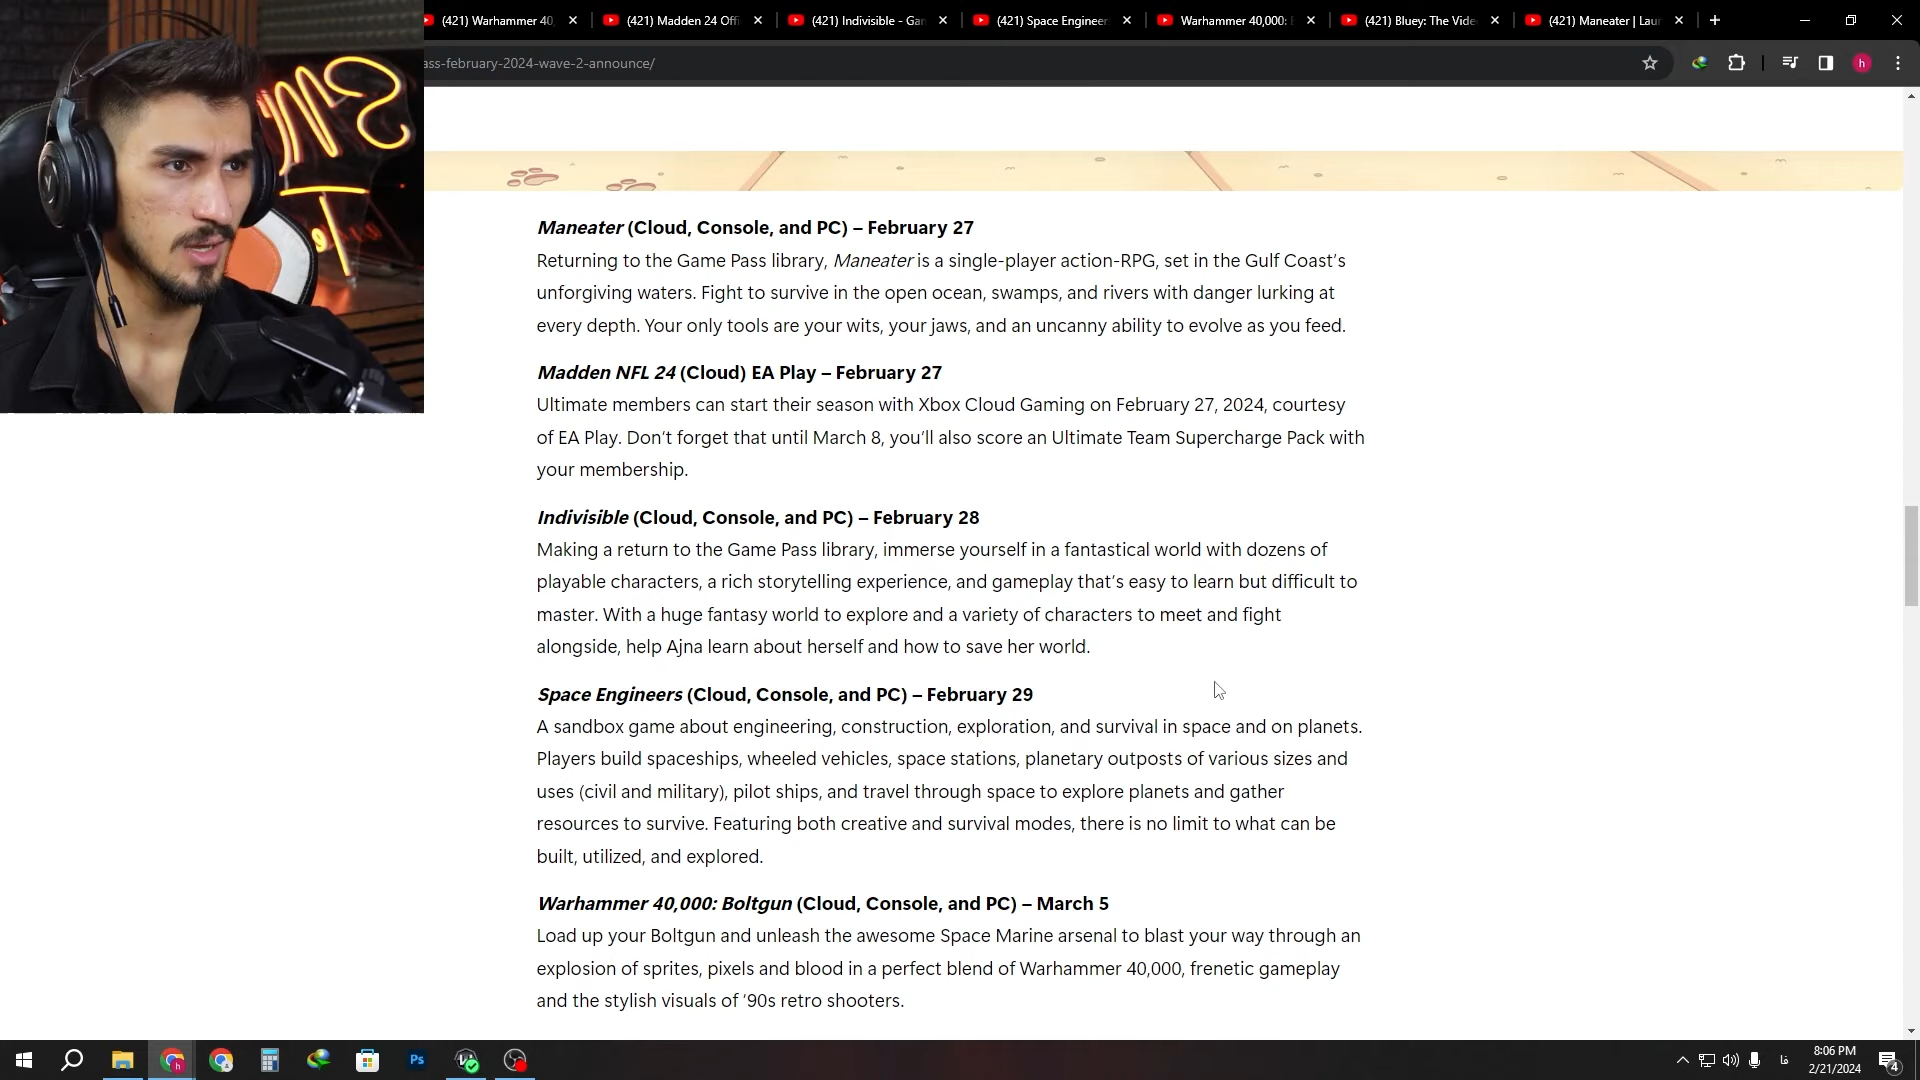 (421) Warhammer 40,
(421) Madden 24 Offi
(421) Indivisible - Gam
(421) Space Engineer
Warhammer 40,000:
(421) Bluey: The Vide
(421) Maneater | Laun
ass-february-2024-wave-2-announce/
h
Maneater (Cloud, Console, and PC) – February 27
Returning to the Game Pass library, Maneater is a single-player action-RPG, set in the Gulf Coast’s
unforgiving waters. Fight to survive in the open ocean, swamps, and rivers with danger lurking at
every depth. Your only tools are your wits, your jaws, and an uncanny ability to evolve as you feed.
Madden NFL 24 (Cloud) EA Play – February 27
Ultimate members can start their season with Xbox Cloud Gaming on February 27, 2024, courtesy
of EA Play. Don’t forget that until March 8, you’ll also score an Ultimate Team Supercharge Pack with
your membership.
Indivisible (Cloud, Console, and PC) – February 28
Making a return to the Game Pass library, immerse yourself in a fantastical world with dozens of
playable characters, a rich storytelling experience, and gameplay that’s easy to learn but difficult to
master. With a huge fantasy world to explore and a variety of characters to meet and fight
alongside, help Ajna learn about herself and how to save her world.
Space Engineers (Cloud, Console, and PC) – February 29
A sandbox game about engineering, construction, exploration, and survival in space and on planets.
Players build spaceships, wheeled vehicles, space stations, planetary outposts of various sizes and
uses (civil and military), pilot ships, and travel through space to explore planets and gather
resources to survive. Featuring both creative and survival modes, there is no limit to what can be
built, utilized, and explored.
Warhammer 40,000: Boltgun (Cloud, Console, and PC) – March 5
Load up your Boltgun and unleash the awesome Space Marine arsenal to blast your way through an
explosion of sprites, pixels and blood in a perfect blend of Warhammer 40,000, frenetic gameplay
and the stylish visuals of ’90s retro shooters.
Ps
فا
8:06 PM
2/21/2024
4